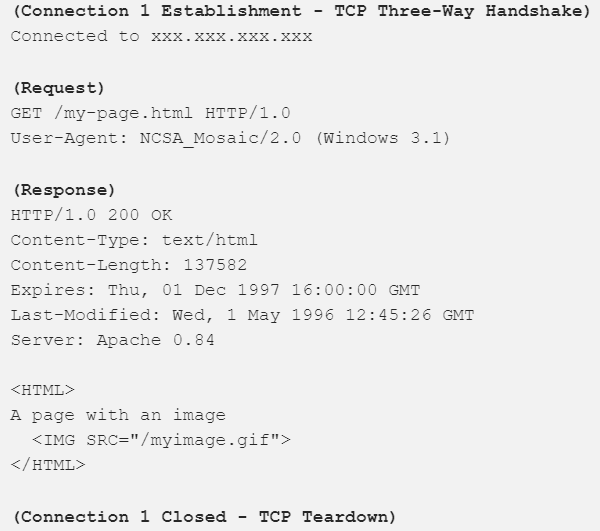 (Connection 1 Establishment - TCP Three-Way Handshake)
Connected to xxx.xxx.xxx.xxx
(Request)
GET /my-page.html HTTP/1.0
User-Agent: NCSA_Mosaic/2.0 (Windows 3.1)
(Response)
HTTP/1.0 200 OK
Content-Type: text/html
Content-Length: 137582
Expires: Thu, 01 Dec 1997 16:00:00 GMT
Last-Modified: Wed, 1 May 1996 12:45:26 GMT
Server: Apache 0.84
<HTML>
A page with an image
<IMG SRC="/myimage.gif">
</HTML>
(Connection 1 Closed - TCP Teardown)